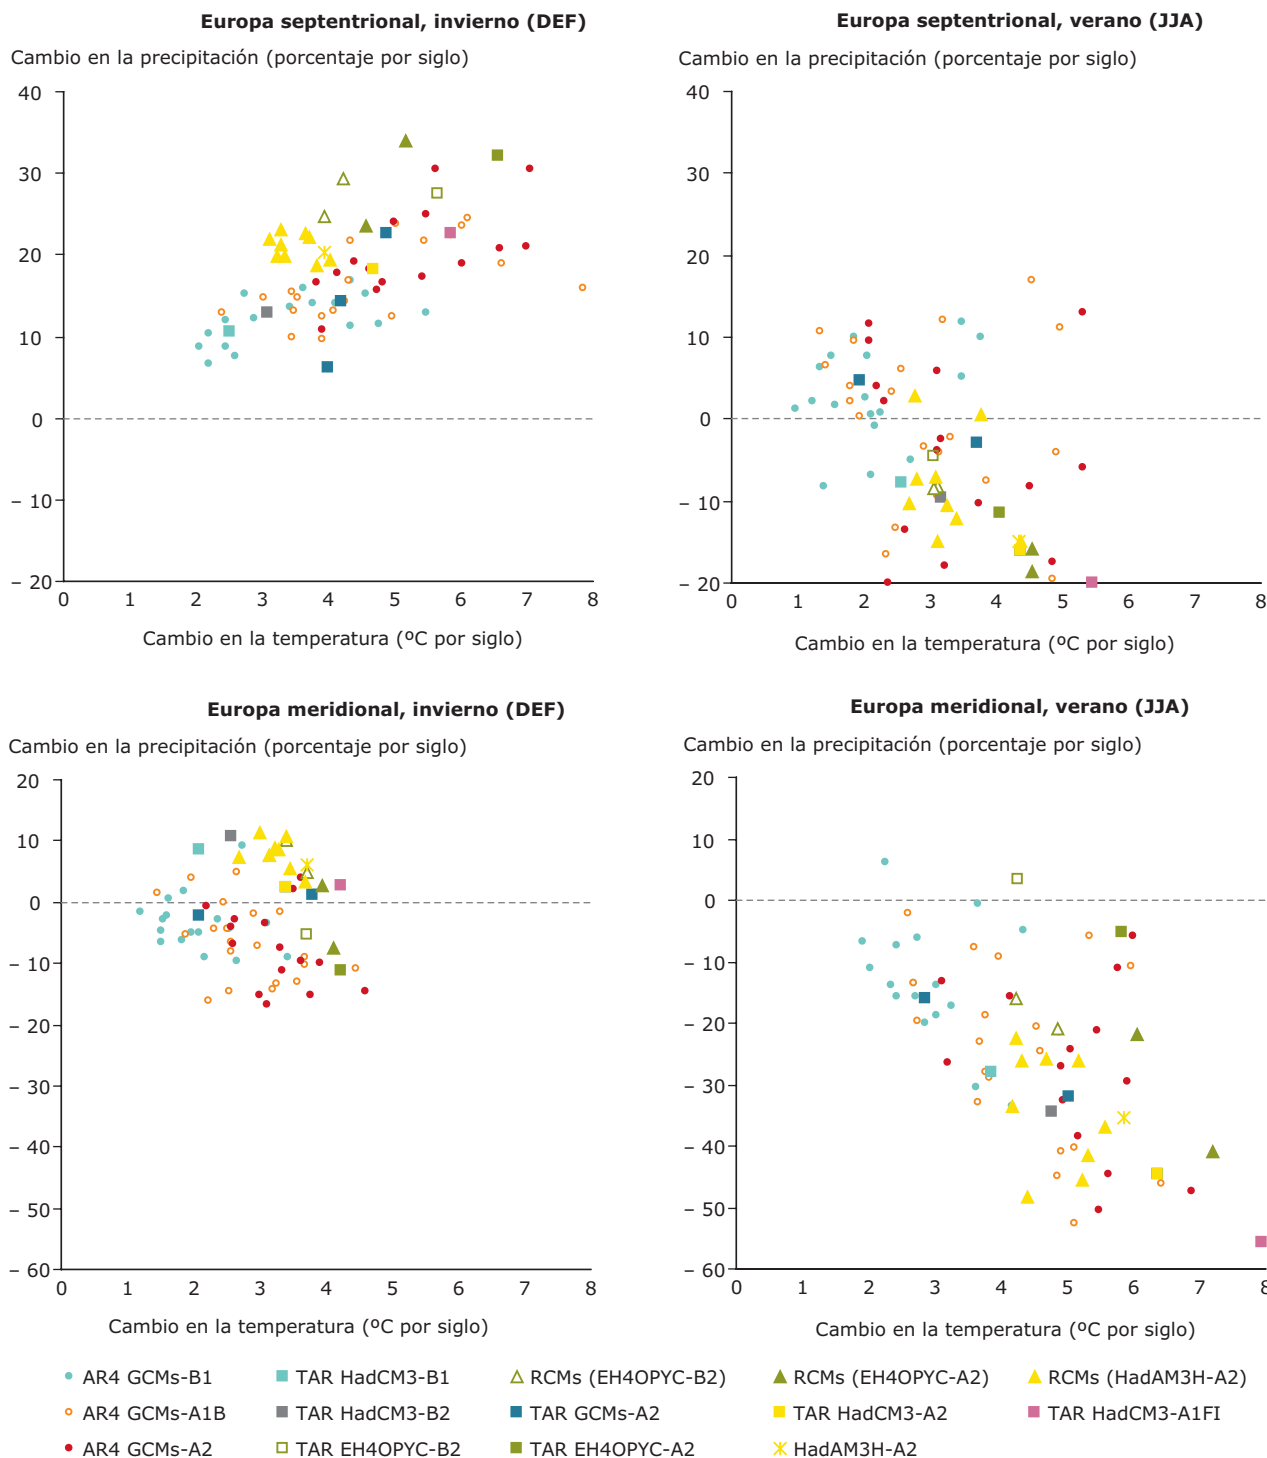 Europa septentrional, invierno (DEF)
Cambio en la precipitación (porcentaje por siglo)
40
30
20
10
0
– 10
– 20
0 1 2 3 4 5 6 7 8
Cambio en la temperatura (ºC por siglo)
Europa septentrional, verano (JJA)
Cambio en la precipitación (porcentaje por siglo)
40
30
20
10
0
– 10
– 20
0 1 2 3 4 5 6 7 8
Cambio en la temperatura (ºC por siglo)
Europa meridional, invierno (DEF)
Cambio en la precipitación (porcentaje por siglo)
20
10
0
– 10
– 20
– 30
– 40
– 50
– 60
0 1 2 3 4 5 6 7 8
Cambio en la temperatura (ºC por siglo)
Europa meridional, verano (JJA)
Cambio en la precipitación (porcentaje por siglo)
20
10
0
– 10
– 20
– 30
– 40
– 50
– 60
0 1 2 3 4 5 6 7 8
Cambio en la temperatura (ºC por siglo)
AR4 GCMs-B1 TAR HadCM3-B1 RCMs (EH4OPYC-B2) RCMs (EH4OPYC-A2) RCMs (HadAM3H-A2)
AR4 GCMs-A1B TAR HadCM3-B2 TAR GCMs-A2 TAR HadCM3-A2 TAR HadCM3-A1FI
AR4 GCMs-A2 TAR EH4OPYC-B2 TAR EH4OPYC-A2 HadAM3H-A2